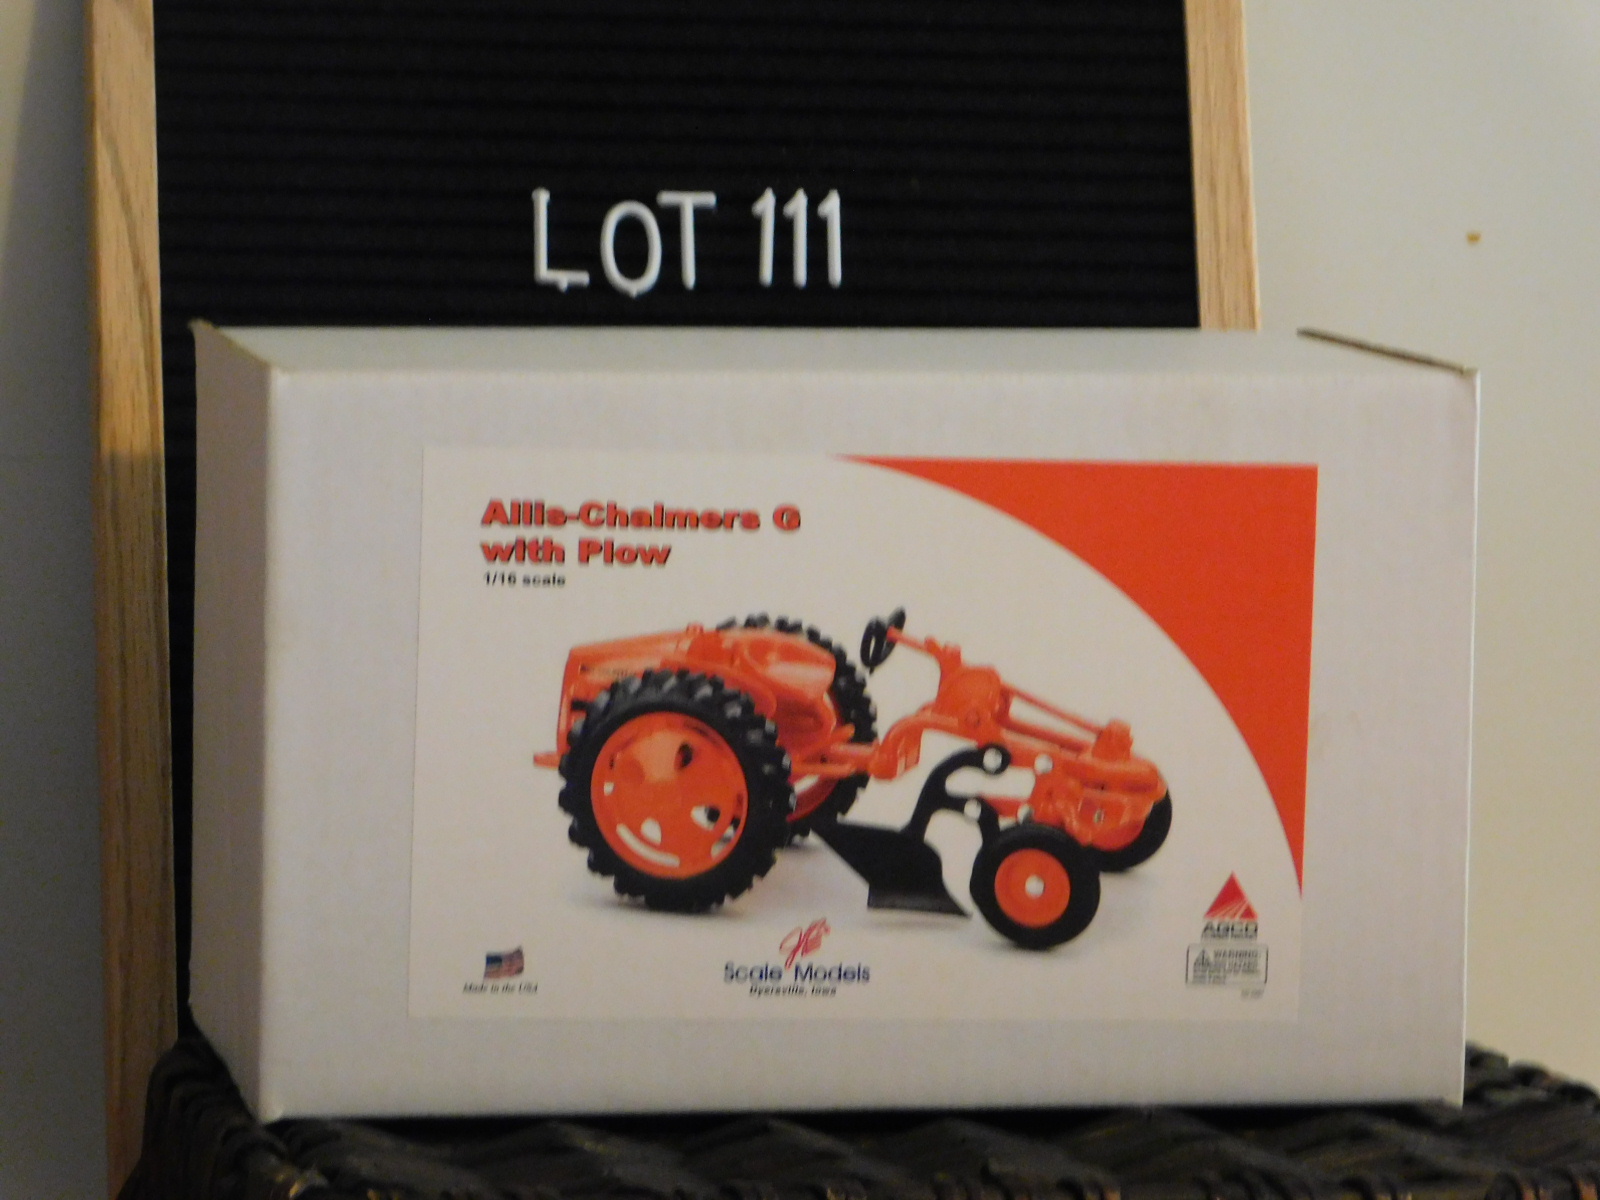 LOT 111
Allis-Chalmers G
with Plow
1/16 scale
Made in the USA
Scale Models
Dyersville, Iowa
AGCO
WARNING: